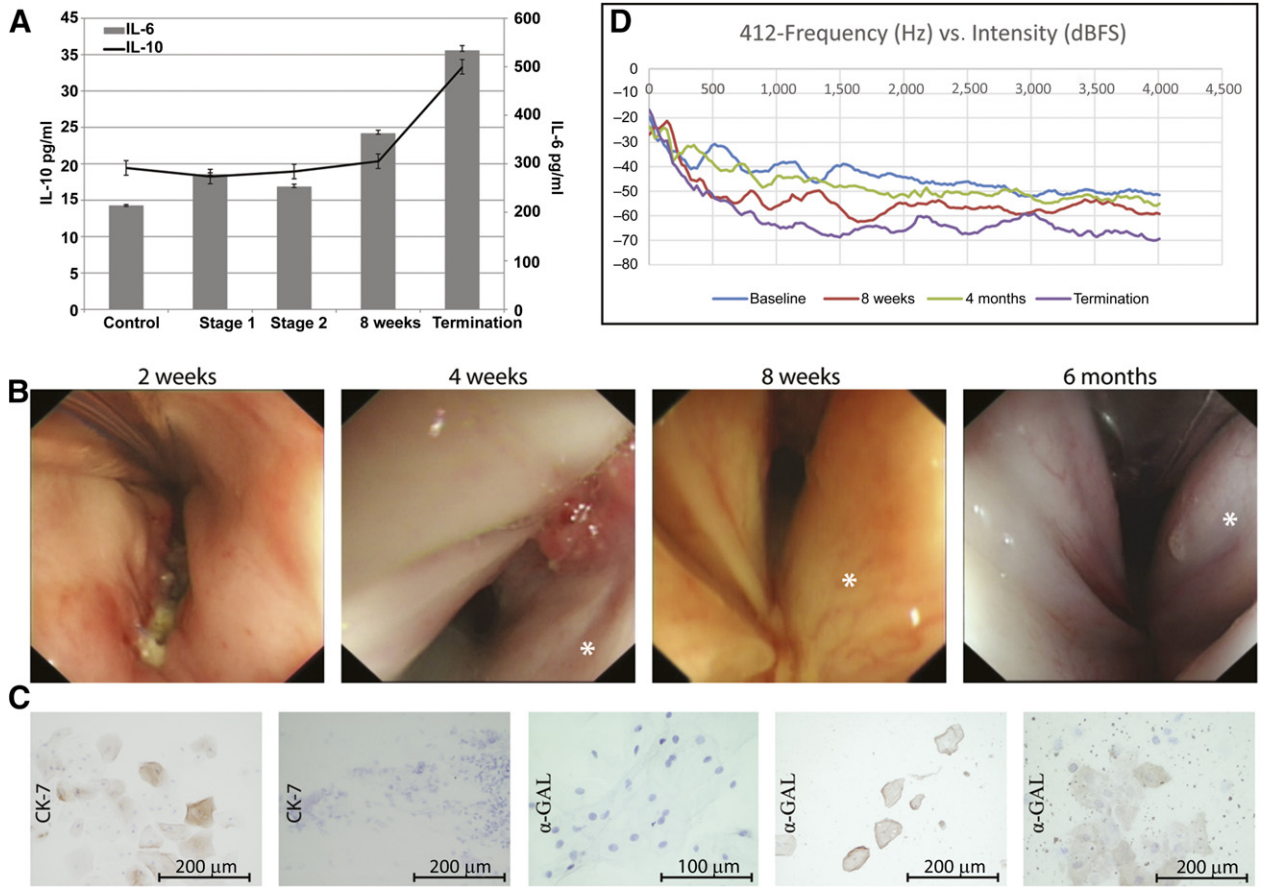 A
45
40
35
30
25
20
15
10
5
0
IL-10 pg/ml
IL-6
IL-10
600
500
400
300
200
100
0
IL-6 pg/ml
Control Stage 1 Stage 2 8 weeks Termination
D
412-Frequency (Hz) vs. Intensity (dBFS)
0
–10
–20
–30
–40
–50
–60
–70
–80
0 500 1,000 1,500 2,000 2,500 3,000 3,500 4,000 4,500
Baseline 8 weeks 4 months Termination
B
2 weeks 4 weeks 8 weeks 6 months
* * *
C
CK-7
200 µm
CK-7
200 µm
α-GAL
100 µm
α-GAL
200 µm
α-GAL
200 µm